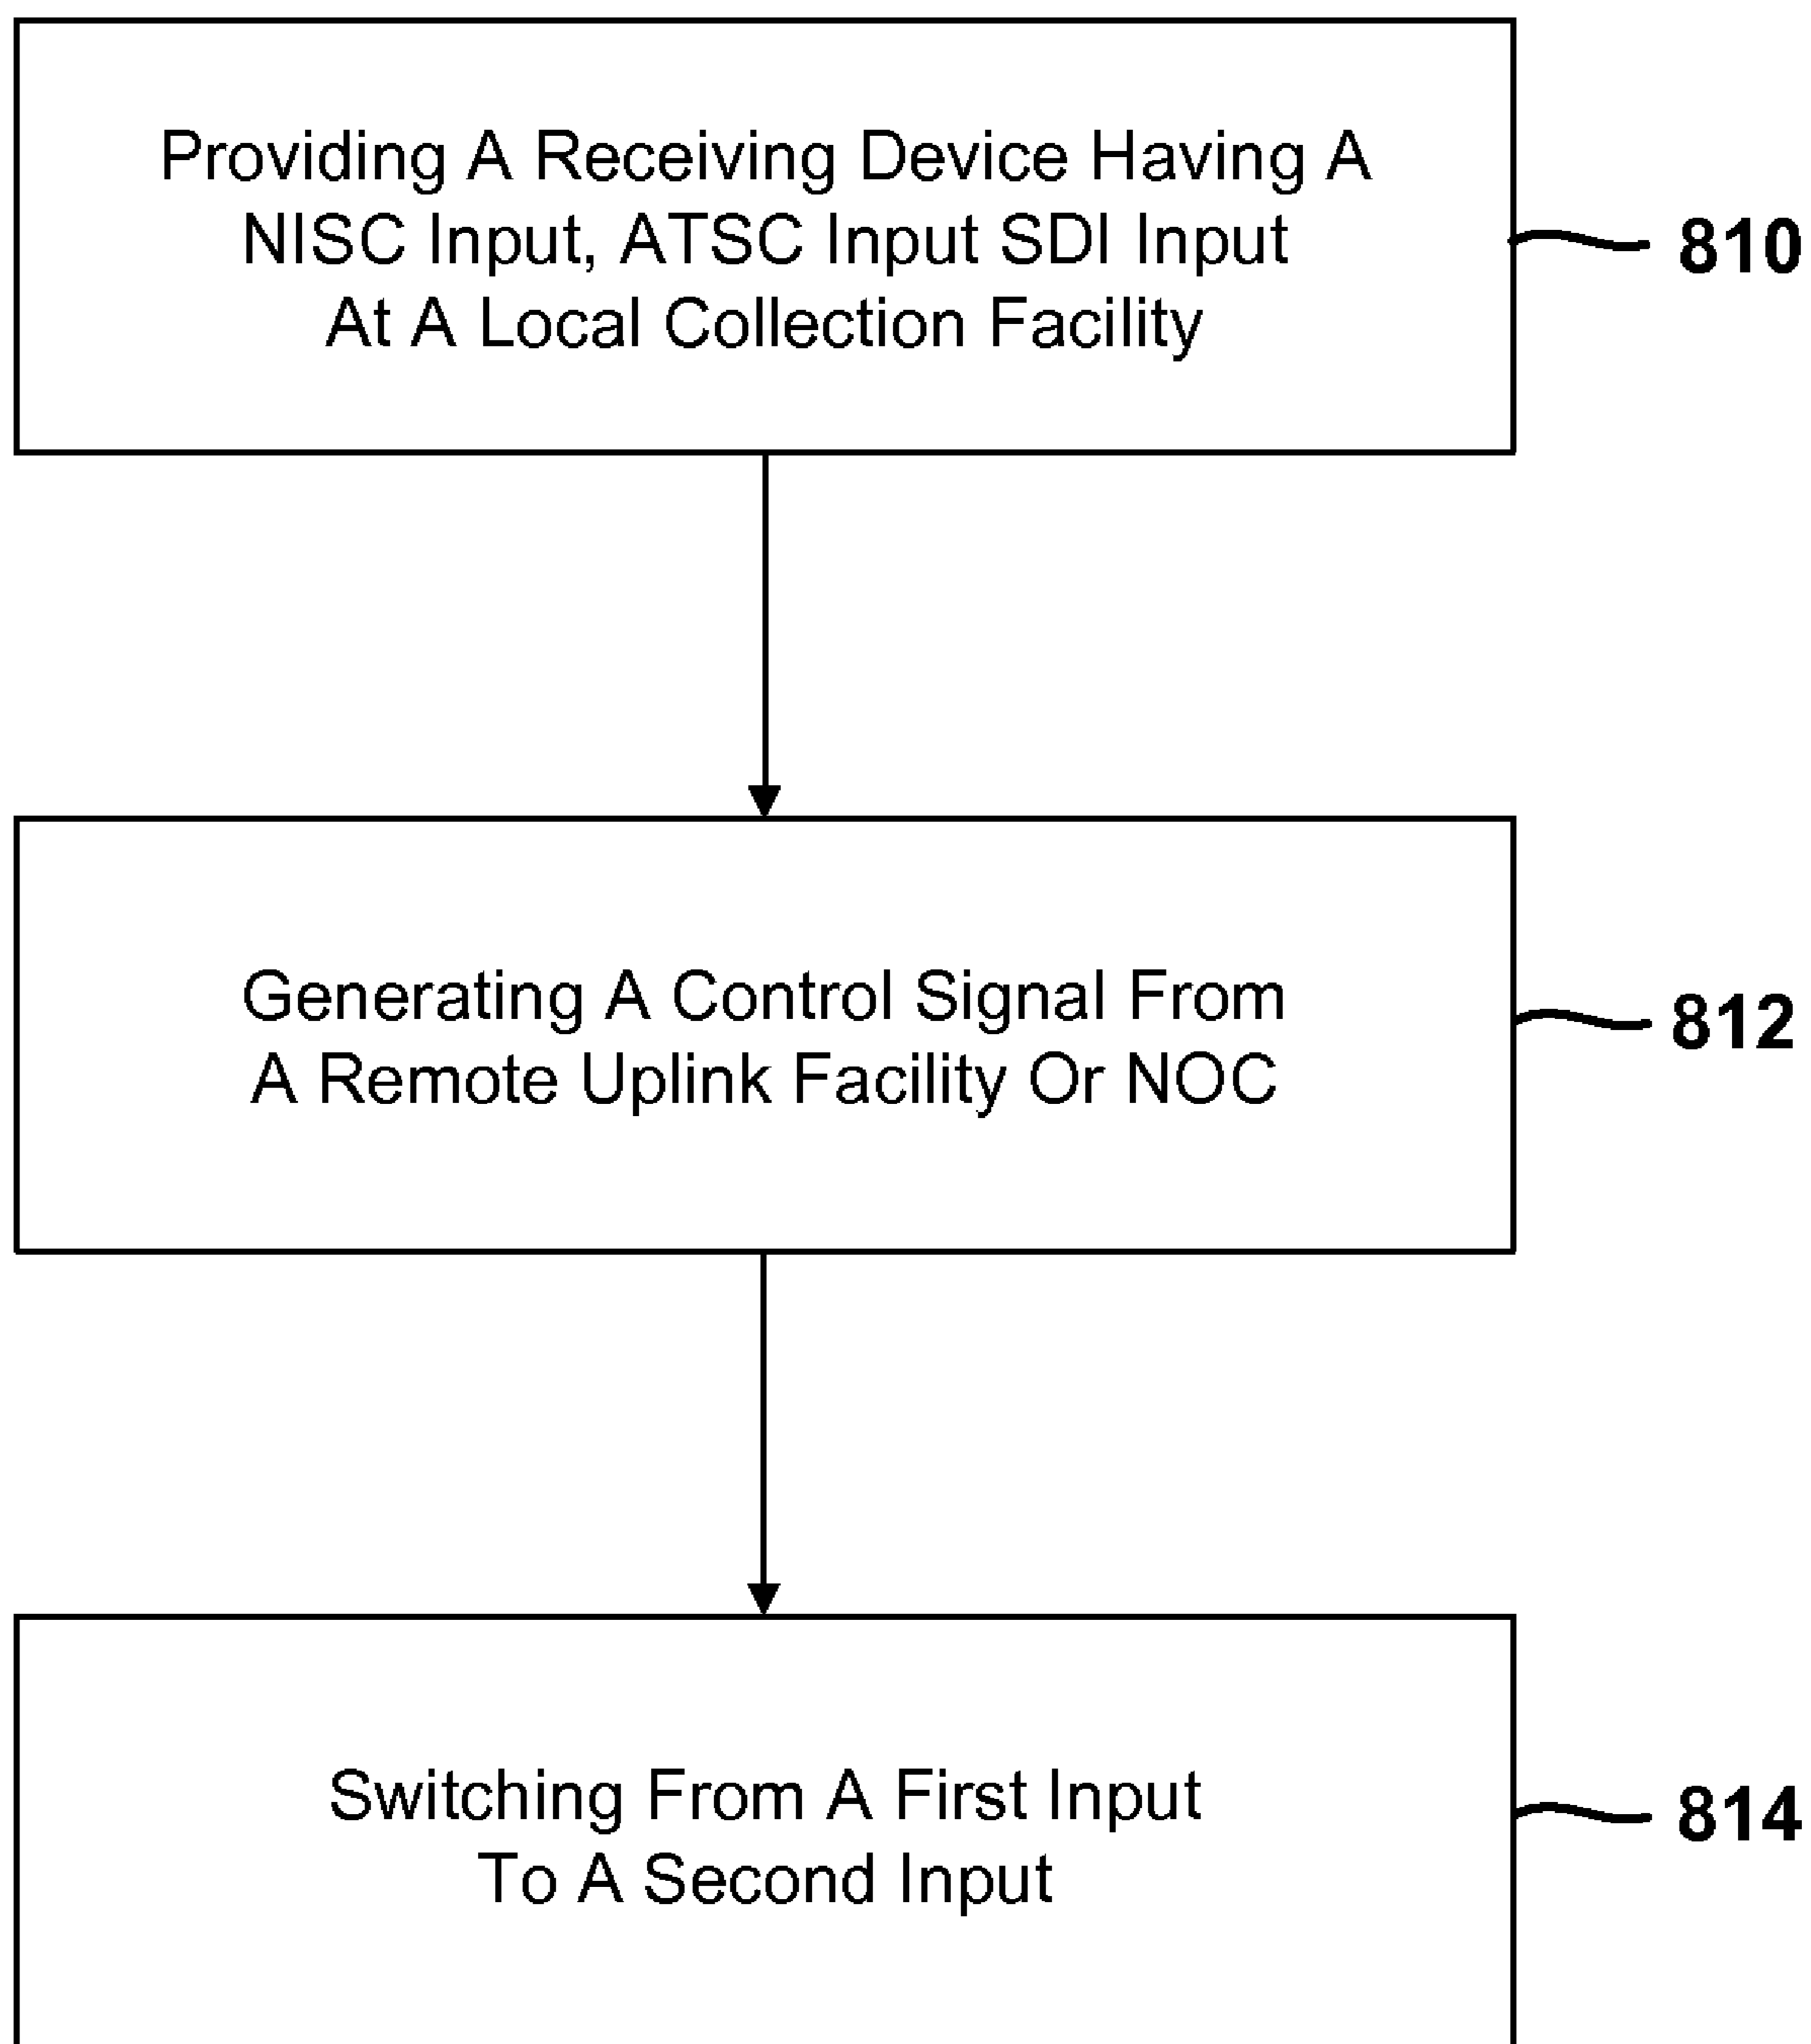 Providing A Receiving Device Having A
NISC Input, ATSC Input SDI Input
At A Local Collection Facility
810
Generating A Control Signal From
A Remote Uplink Facility Or NOC
812
Switching From A First Input
To A Second Input
814